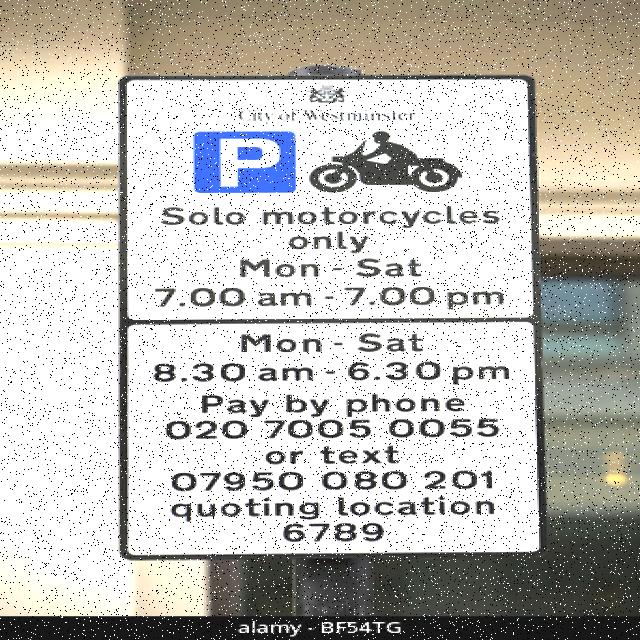 City of Westminster
P
Solo motorcycles
only
Mon - Sat
7.00 am - 7.00 pm
Mon - Sat
8.30 am - 6.30 pm
Pay by phone
020 7005 0055
or text
07950 080 201
quoting location
6789
alamy - BF54TG